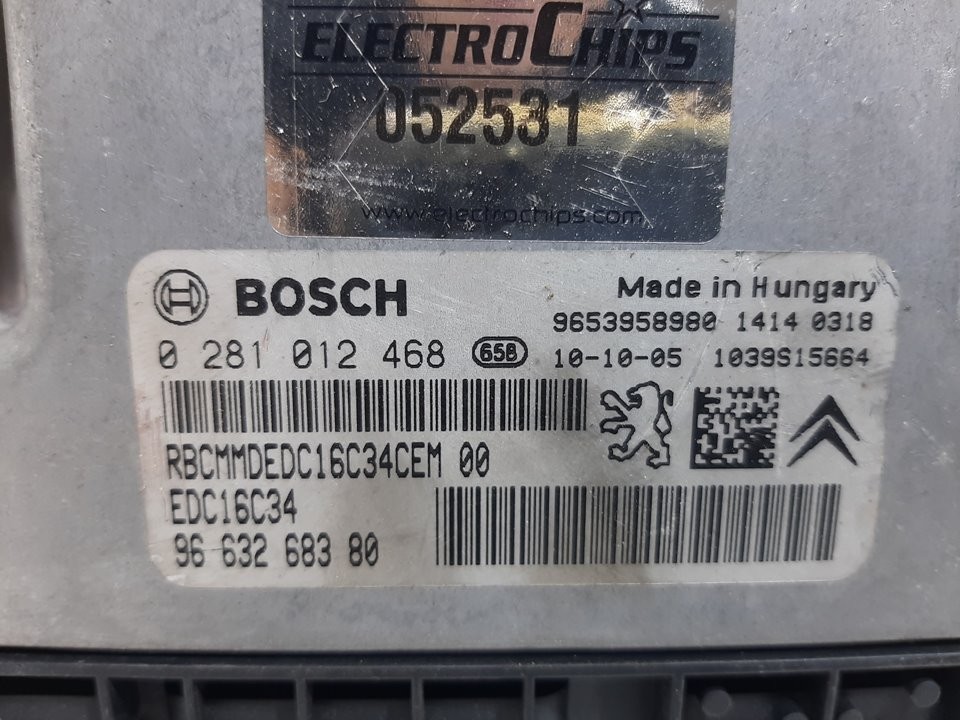 ELECTROCHIPS
052531
www.electrochips.com
BOSCH
Made in Hungary
9653958980 1414 0318
0 281 012 468 65B 10-10-05 1039S15664
RBCMMDEDC16C34CEM 00
EDC16C34
96 632 683 80